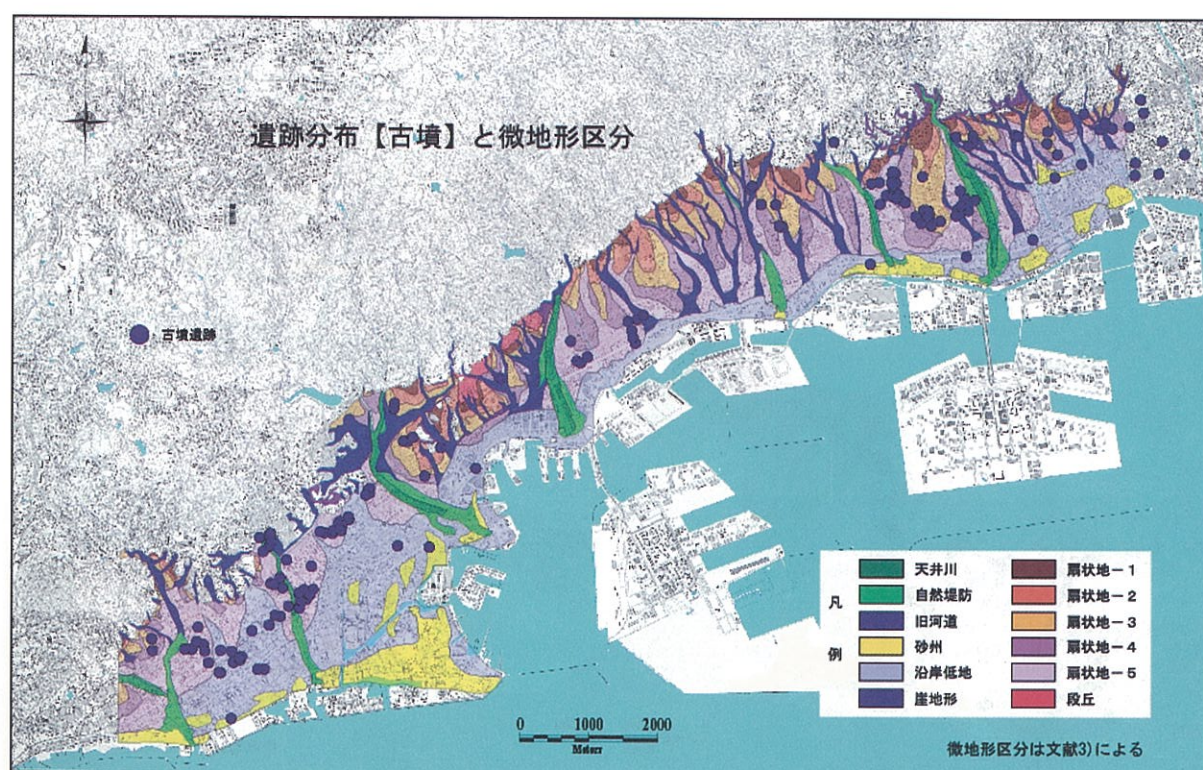 遺跡分布【古墳】と微地形区分
古墳遺跡
凡例
天井川
自然堤防
旧河道
砂州
沿岸低地
崖地形
扇状地－1
扇状地－2
扇状地－3
扇状地－4
扇状地－5
段丘
0 1000 2000
Meter
微地形区分は文献3)による